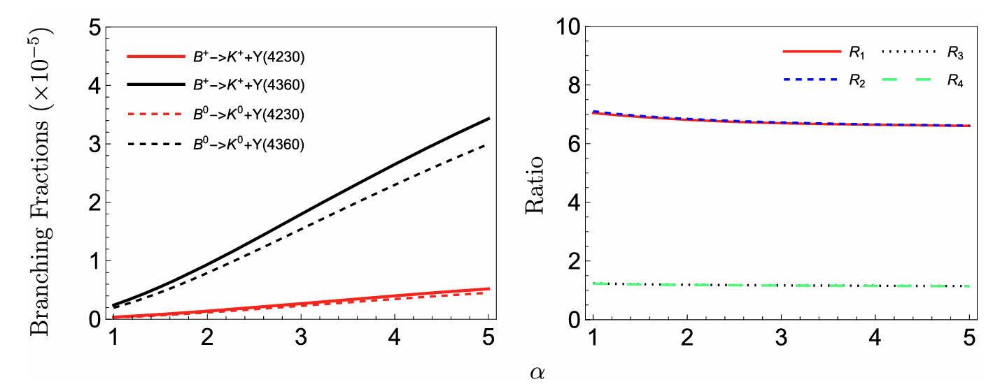 Branching Fractions (×10⁻⁵)
5
4
3
2
1
0
B⁺−>K⁺+Y(4230)
B⁺−>K⁺+Y(4360)
B⁰−>K⁰+Y(4230)
B⁰−>K⁰+Y(4360)
1 2 3 4 5
Ratio
10
8
6
4
2
0
R₁ R₃
R₂ R₄
1 2 3 4 5
α